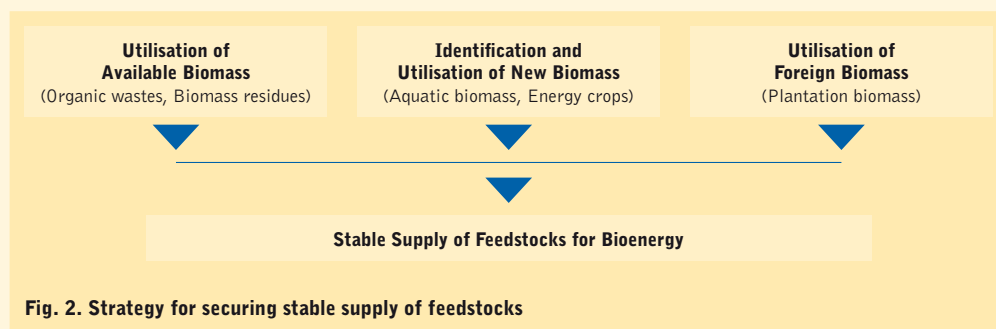 Utilisation of
Available Biomass
(Organic wastes, Biomass residues)
Identification and
Utilisation of New Biomass
(Aquatic biomass, Energy crops)
Utilisation of
Foreign Biomass
(Plantation biomass)
Stable Supply of Feedstocks for Bioenergy
Fig. 2. Strategy for securing stable supply of feedstocks